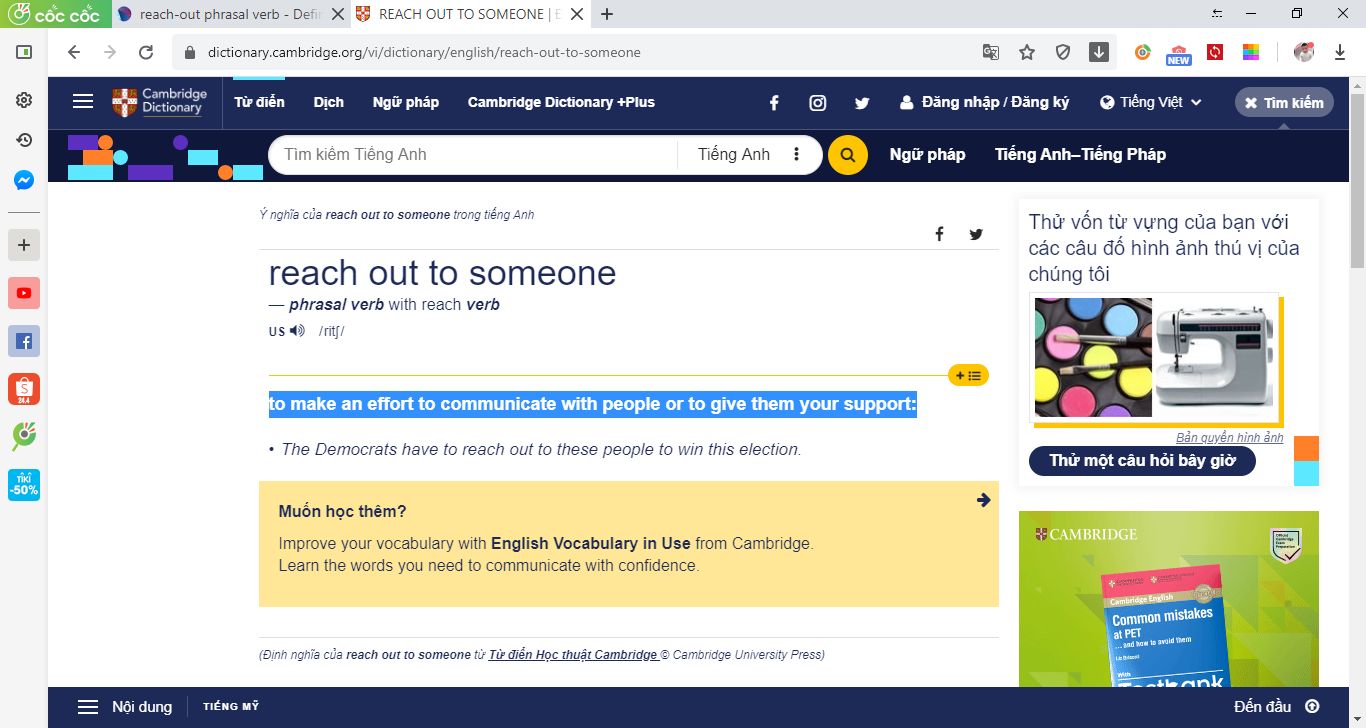 cốc cốc
reach-out phrasal verb - Defin
REACH OUT TO SOMEONE | Đ
dictionary.cambridge.org/vi/dictionary/english/reach-out-to-someone
NEW
Cambridge
Dictionary
Từ điển
Dịch
Ngữ pháp
Cambridge Dictionary +Plus
Đăng nhập / Đăng ký
Tiếng Việt
Tìm kiếm
Tìm kiếm Tiếng Anh
Tiếng Anh
Ngữ pháp
Tiếng Anh–Tiếng Pháp
Ý nghĩa của reach out to someone trong tiếng Anh
reach out to someone
— phrasal verb with reach verb
US /ritʃ/
to make an effort to communicate with people or to give them your support:
• The Democrats have to reach out to these people to win this election.
Muốn học thêm?
Improve your vocabulary with English Vocabulary in Use from Cambridge.
Learn the words you need to communicate with confidence.
(Định nghĩa của reach out to someone từ Từ điển Học thuật Cambridge © Cambridge University Press)
Thử vốn từ vựng của bạn với
các câu đố hình ảnh thú vị của
chúng tôi
Bản quyền hình ảnh
Thử một câu hỏi bây giờ
CAMBRIDGE
Cambridge English
Common mistakes
at PET
... and how to avoid them
Liz Driscoll
With
Testbank
S
24.4
TIKI
-50%
Nội dung
TIẾNG MỸ
Đến đầu